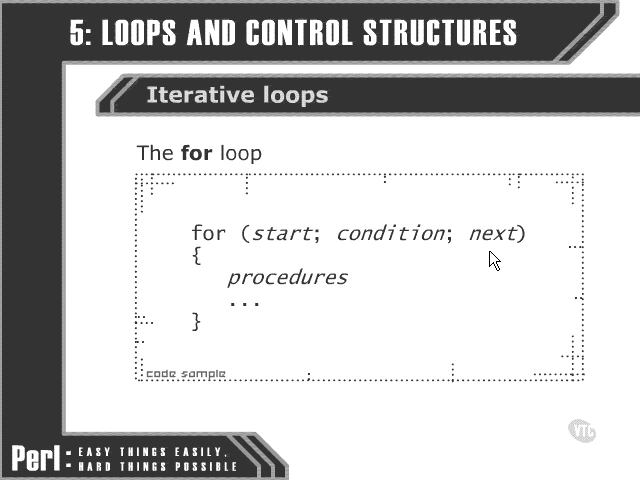 5: LOOPS AND CONTROL STRUCTURES
Iterative loops
The for loop
for (start; condition; next)
{
procedures
...
}
code sample
VTC
Perl: EASY THINGS EASILY,
HARD THINGS POSSIBLE